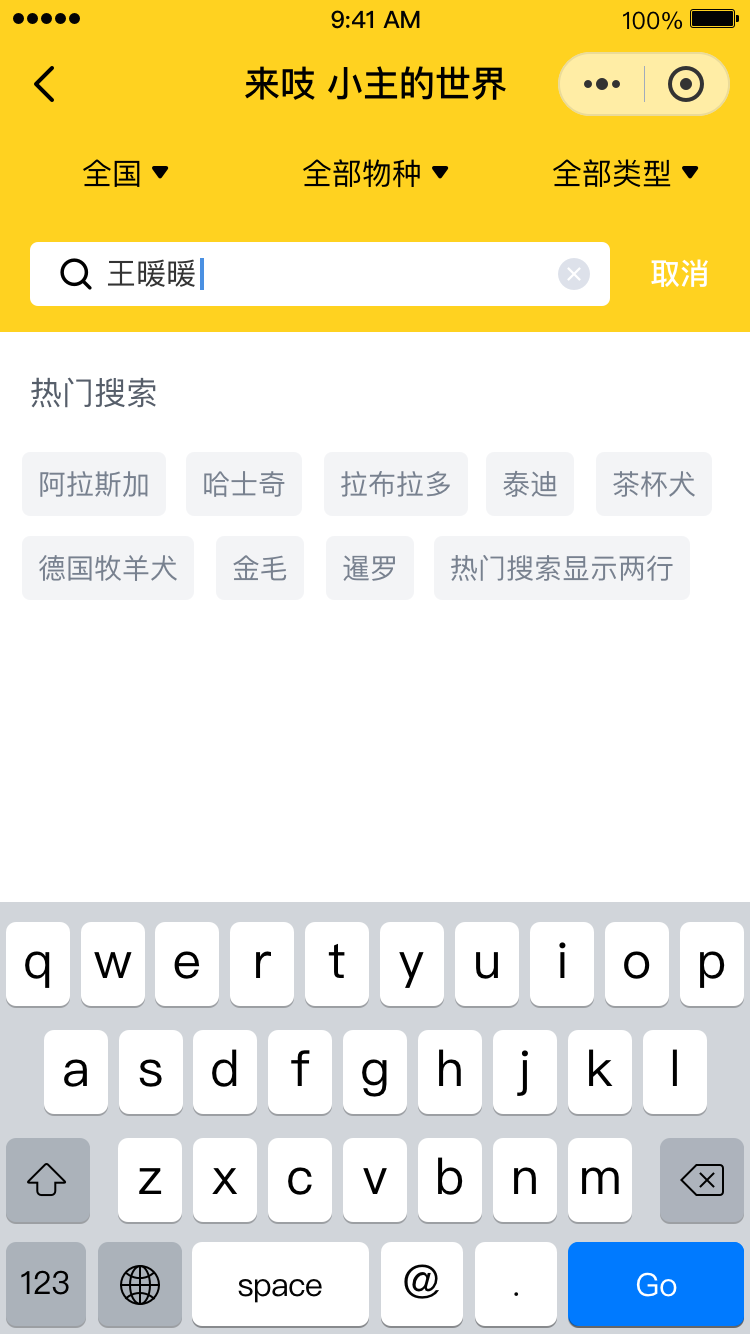 9:41 AM 100%
来吱 小主的世界
全国 全部物种 全部类型
王暖暖 取消
热门搜索
阿拉斯加 哈士奇 拉布拉多 泰迪 茶杯犬
德国牧羊犬 金毛 暹罗 热门搜索显示两行
q w e r t y u i o p
a s d f g h j k l
z x c v b n m
123 space @ . Go